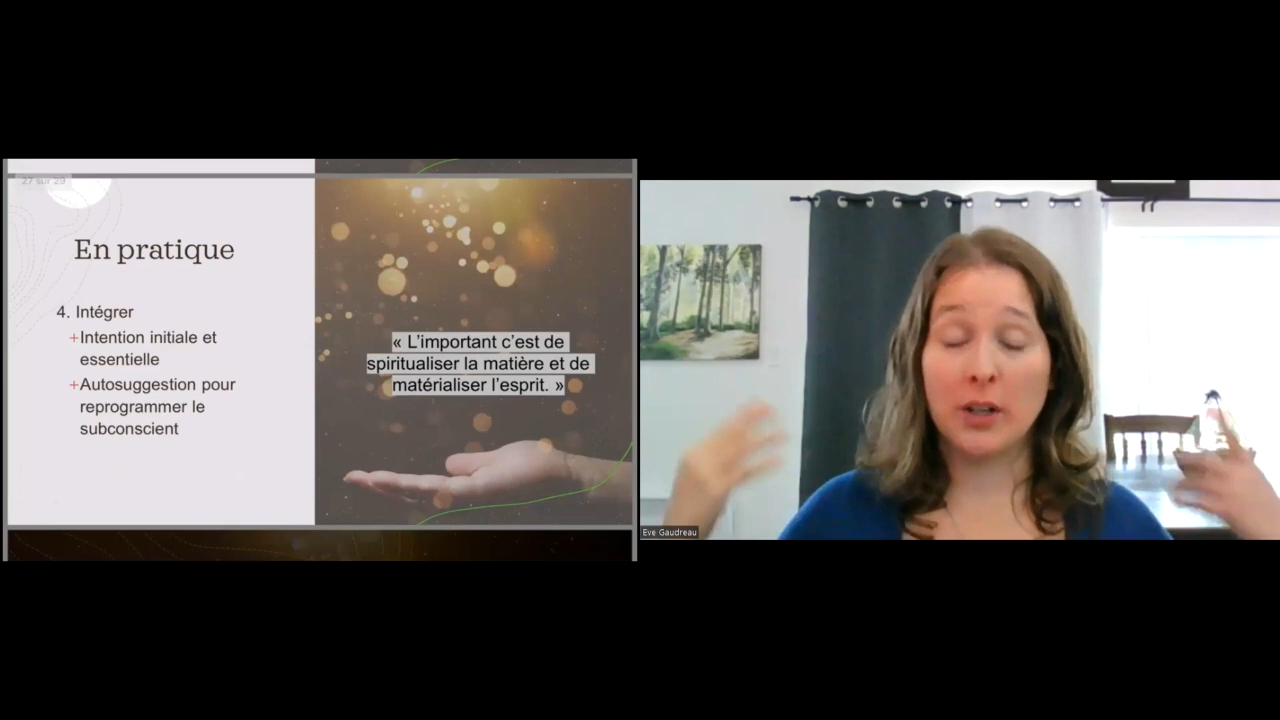 27 sur 29
En pratique
4. Intégrer
+Intention initiale et
essentielle
+Autosuggestion pour
reprogrammer le
subconscient
« L’important c’est de
spiritualiser la matière et de
matérialiser l’esprit. »
Eve Gaudreau